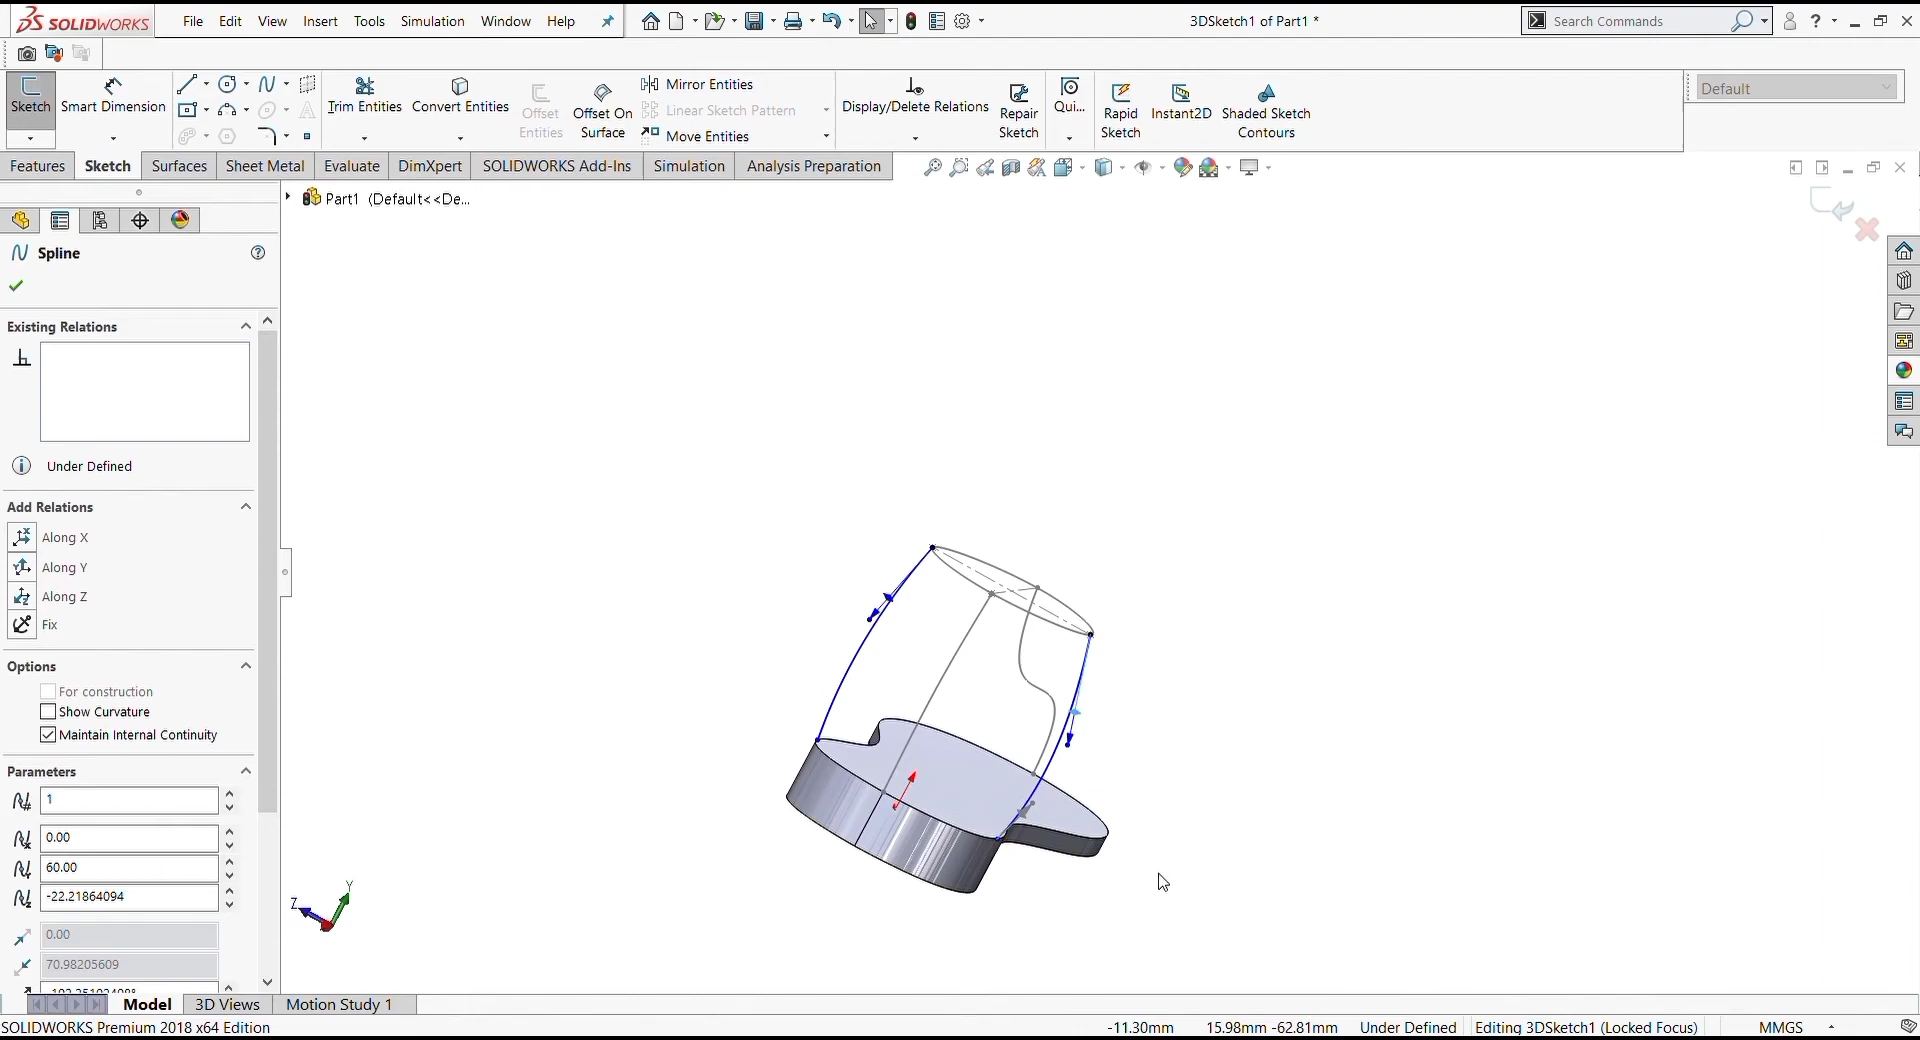 SOLIDWORKS
File Edit View Insert Tools Simulation Window Help
3DSketch1 of Part1 *
Search Commands
?
Sketch
Smart Dimension
Trim Entities
Convert Entities
Offset Entities
Offset On Surface
Mirror Entities
Linear Sketch Pattern
Move Entities
Display/Delete Relations
Repair Sketch
Qui...
Rapid Sketch
Instant2D
Shaded Sketch Contours
Default
Features Sketch Surfaces Sheet Metal Evaluate DimXpert SOLIDWORKS Add-Ins Simulation Analysis Preparation
Part1 (Default<<De...
Spline
?
Existing Relations
Under Defined
Add Relations
Along X
Along Y
Along Z
Fix
Options
For construction
Show Curvature
Maintain Internal Continuity
Parameters
1
0.00
60.00
-22.21864094
0.00
70.98205609
Y
Z
Model 3D Views Motion Study 1
SOLIDWORKS Premium 2018 x64 Edition
-11.30mm 15.98mm -62.81mm Under Defined Editing 3DSketch1 (Locked Focus) MMGS